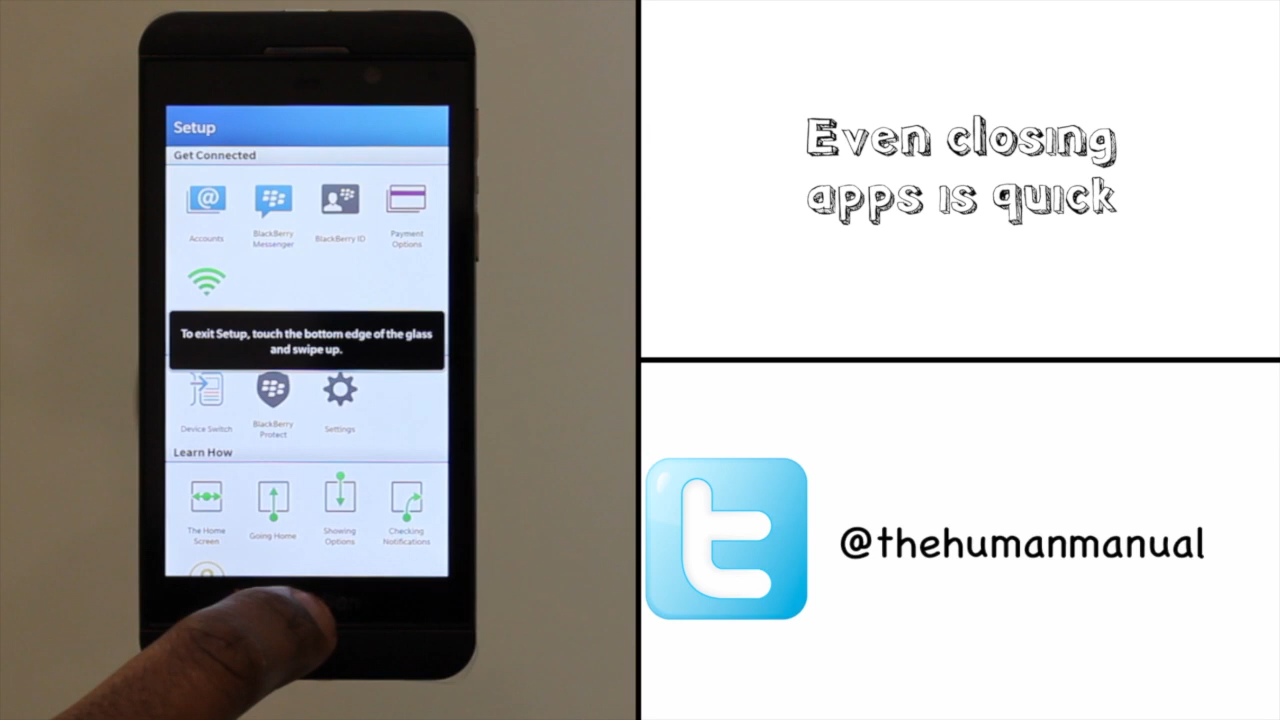 Setup
Get Connected
Accounts
BlackBerry
Messenger
BlackBerry ID
Payment
Options
To exit Setup, touch the bottom edge of the glass
and swipe up.
Device Switch
BlackBerry
Protect
Settings
Learn How
The Home
Screen
Going Home
Showing
Options
Checking
Notifications
Even closing
apps is quick
t
@thehumanmanual